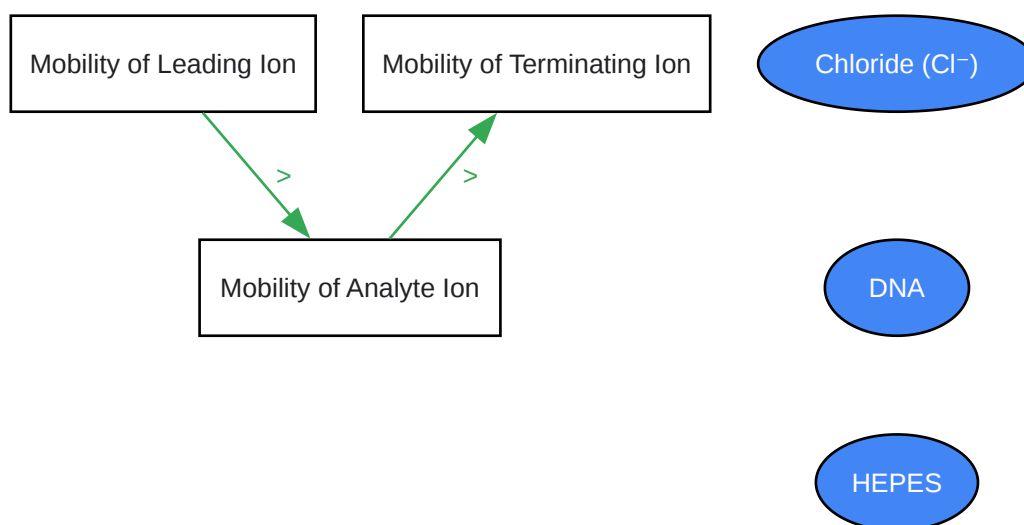 Mobility of Leading Ion
Mobility of Terminating Ion
Chloride (Cl⁻)
>
>
Mobility of Analyte Ion
DNA
HEPES